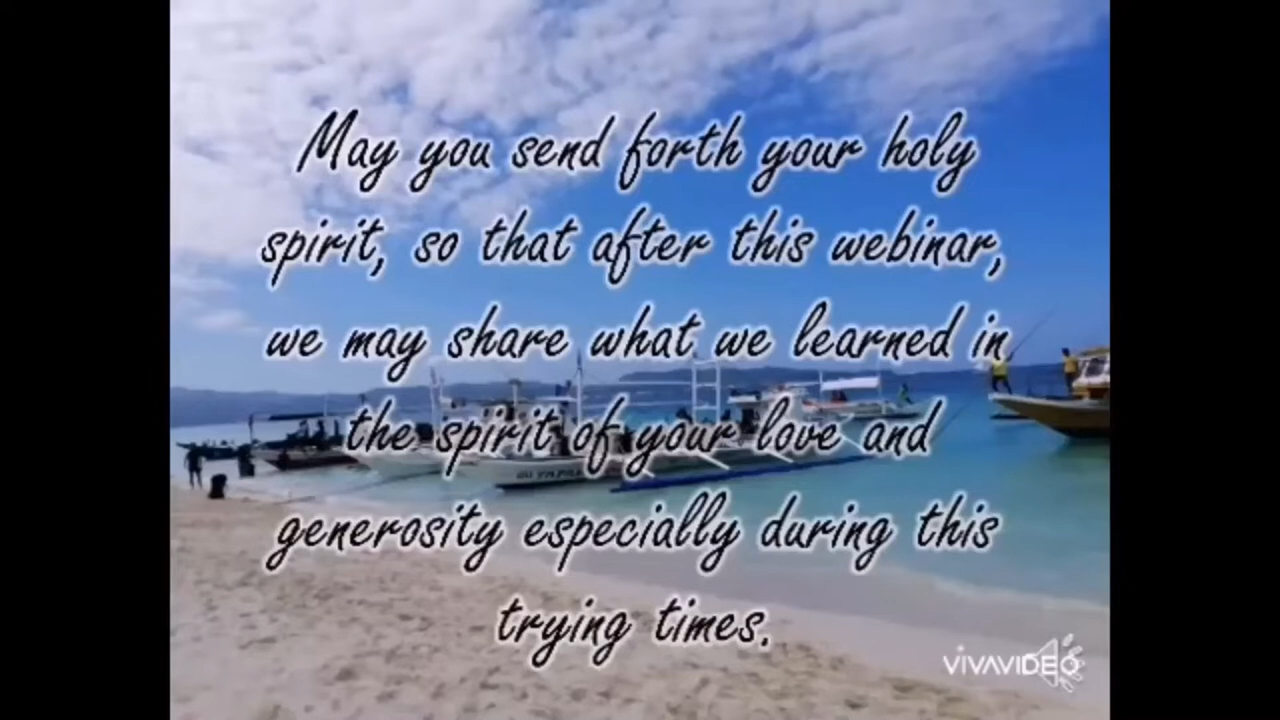 May you send forth your holy
spirit, so that after this webinar,
we may share what we learned in
the spirit of your love and
generosity especially during this
trying times.
VIVAVIDEO